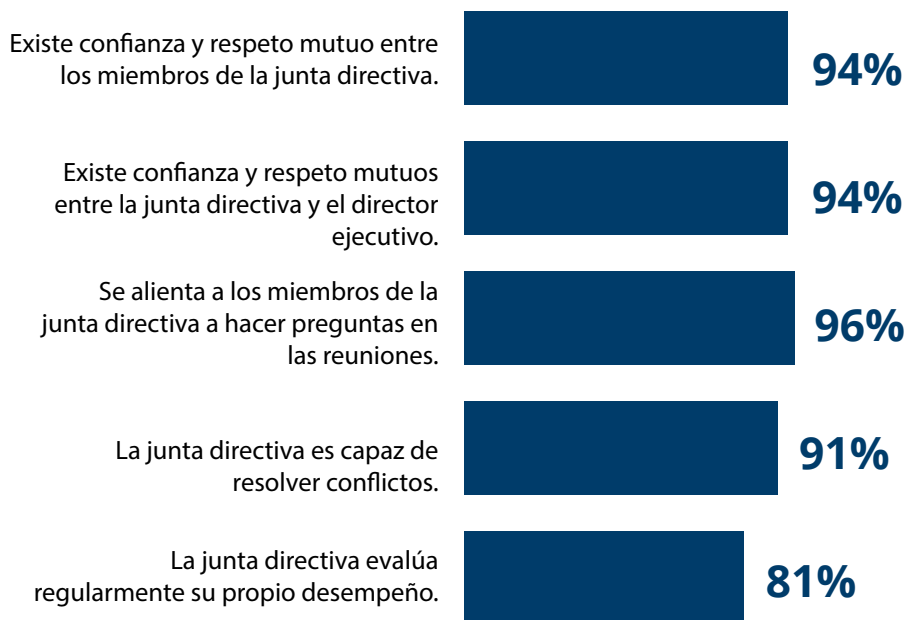 Existe confianza y respeto mutuo entre
los miembros de la junta directiva.
94%
Existe confianza y respeto mutuos
entre la junta directiva y el director
ejecutivo.
94%
Se alienta a los miembros de la
junta directiva a hacer preguntas en
las reuniones.
96%
La junta directiva es capaz de
resolver conflictos.
91%
La junta directiva evalúa
regularmente su propio desempeño.
81%